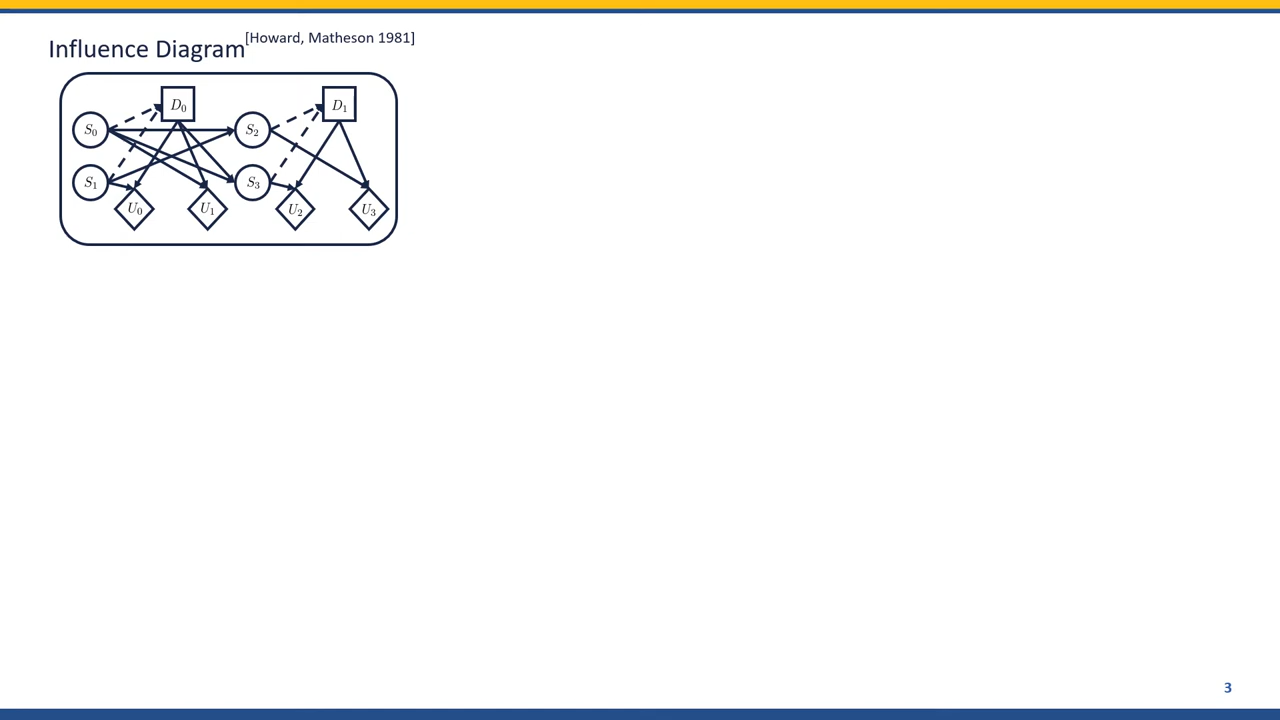 Influence Diagram[Howard, Matheson 1981]
D₀ D₁
S₀ S₂
S₁ S₃
U₀ U₁ U₂ U₃
3